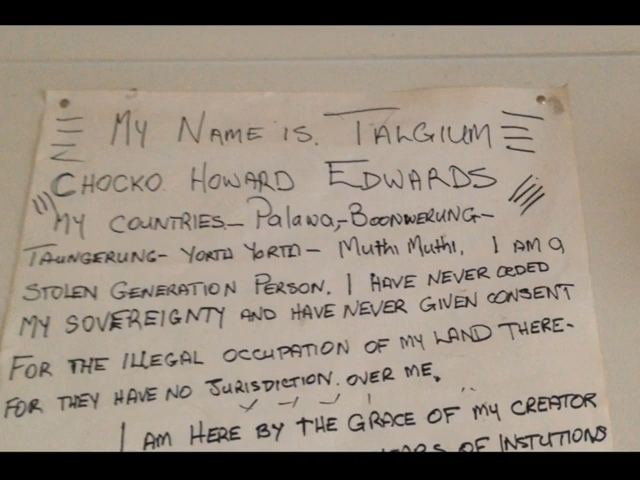 MY NAME IS. TALGIUM
CHOCKO. HOWARD EDWARDS
MY COUNTRIES- Palawa,- BOONWERUNG-
TAUNGERUNG- YORTA YORTA- MUTHI MUTHI, I AM A
STOLEN GENERATION PERSON. I HAVE NEVER CEDED
MY SOVEREIGNTY AND HAVE NEVER GIVEN CONSENT
FOR THE ILLEGAL OCCUPATION OF MY LAND THERE-
FOR THEY HAVE NO JURISDICTION. OVER ME.
I AM HERE BY THE GRACE OF MY CREATOR
OF INSTUTIONS